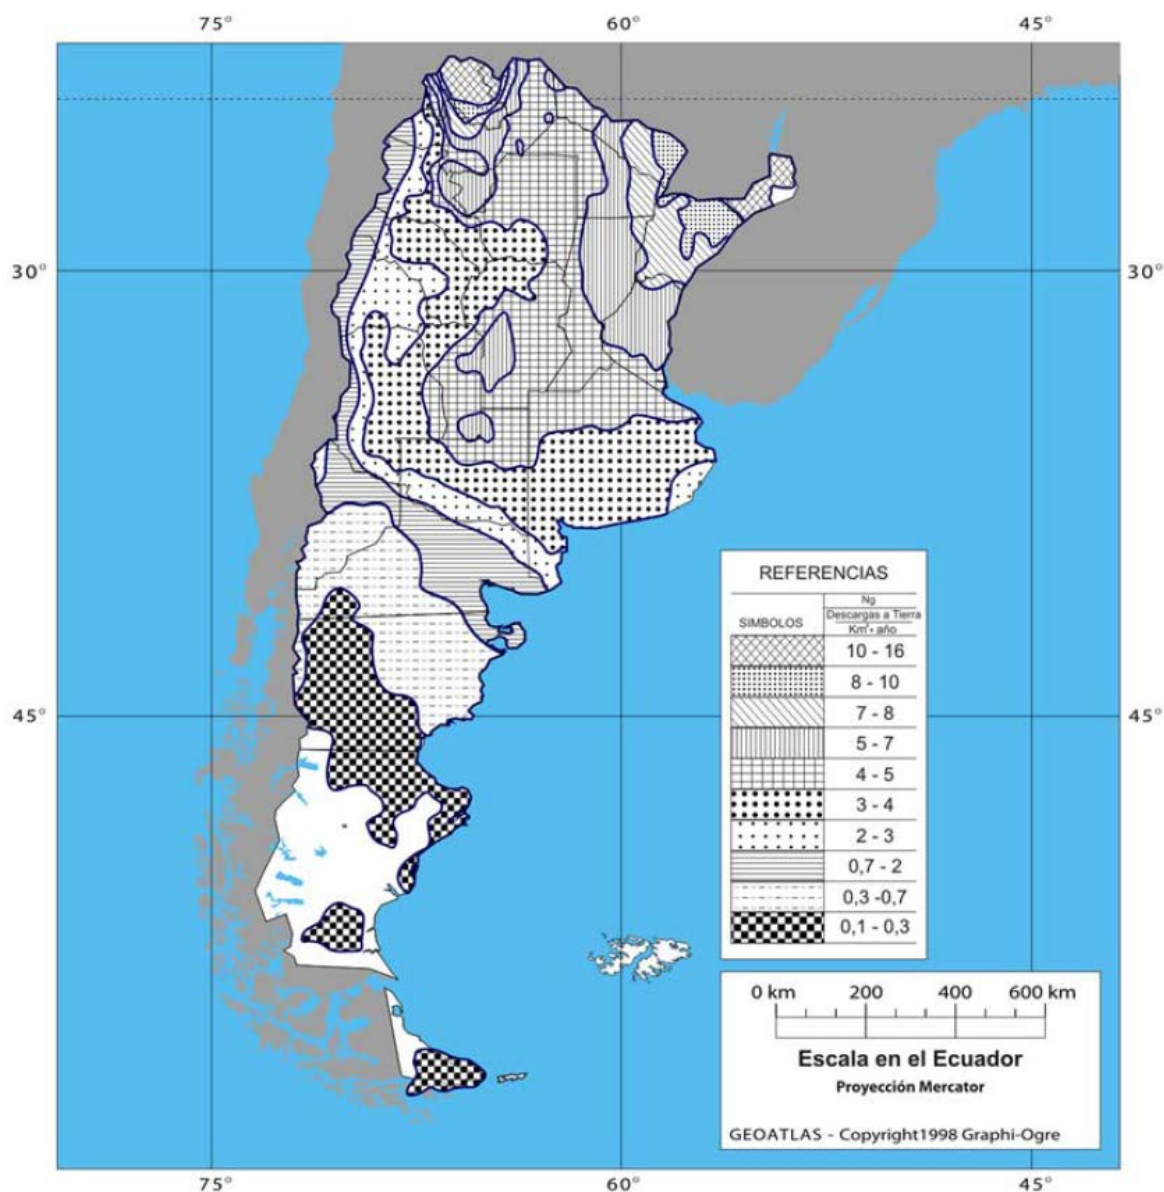 75° 60° 45°
30° 30°
45° 45°
REFERENCIAS
SIMBOLOS
Ng
Descargas a Tierra
Km²• año
10 - 16
8 - 10
7 - 8
5 - 7
4 - 5
3 - 4
2 - 3
0,7 - 2
0,3 -0,7
0,1 - 0,3
0 km 200 400 600 km
Escala en el Ecuador
Proyección Mercator
GEOATLAS - Copyright1998 Graphi-Ogre
75° 60° 45°